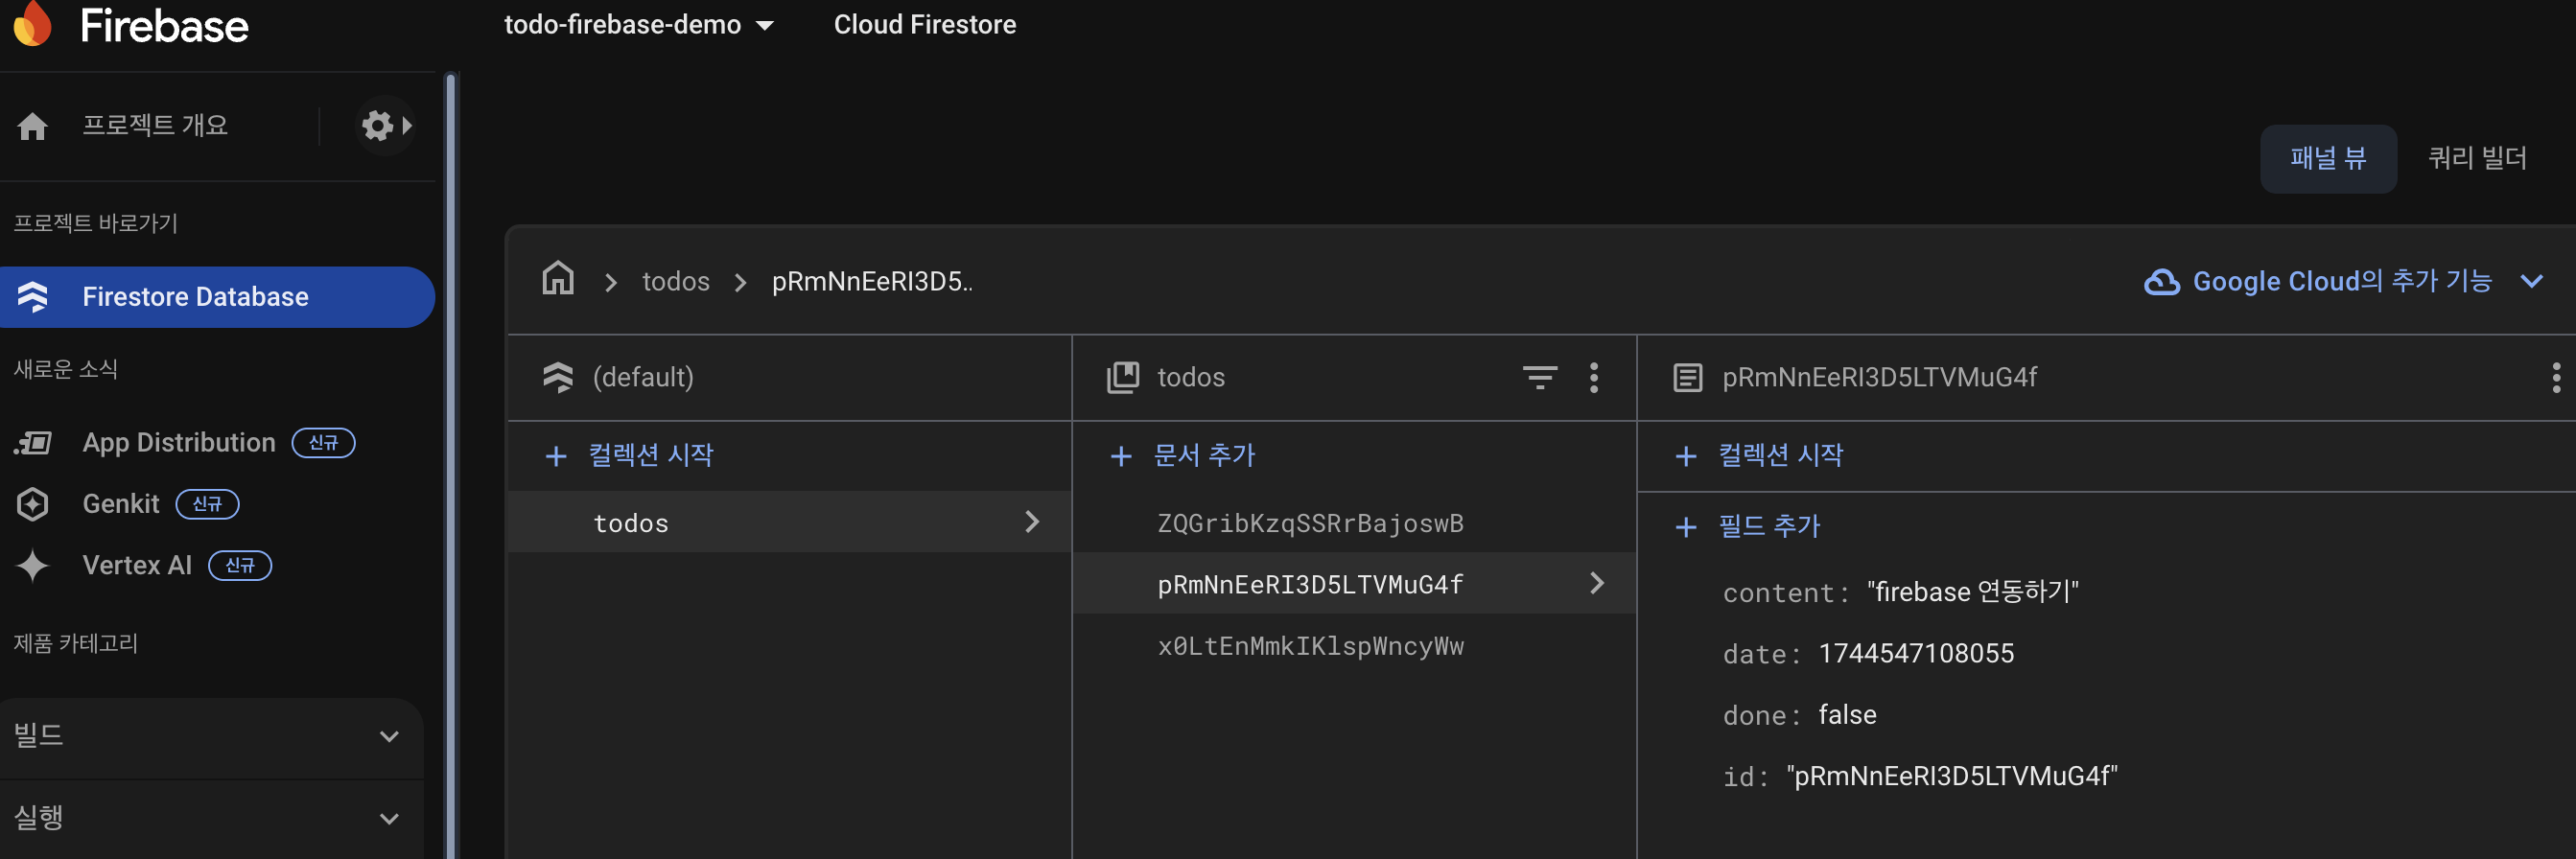 Firebase
todo-firebase-demo
Cloud Firestore
프로젝트 개요
프로젝트 바로가기
Firestore Database
새로운 소식
App Distribution 신규
Genkit 신규
Vertex AI 신규
제품 카테고리
빌드
실행
패널 뷰
쿼리 빌더
todos
pRmNnEeRI3D5..
Google Cloud의 추가 기능
(default)
컬렉션 시작
todos
todos
문서 추가
ZQGribKzqSSRrBajoswB
pRmNnEeRI3D5LTVMuG4f
x0LtEnMmkIKlspWncyWw
pRmNnEeRI3D5LTVMuG4f
컬렉션 시작
필드 추가
content: "firebase 연동하기"
date: 1744547108055
done: false
id: "pRmNnEeRI3D5LTVMuG4f"